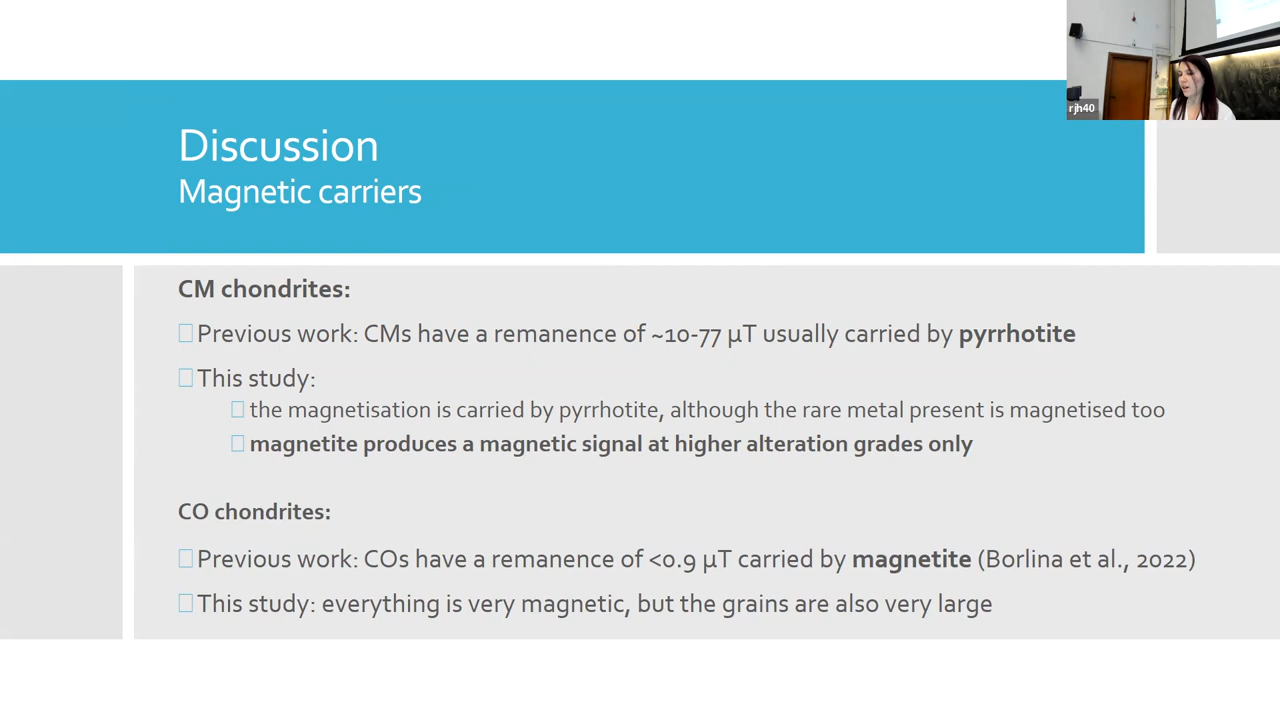 rjh40
Discussion
Magnetic carriers
CM chondrites:
Previous work: CMs have a remanence of ~10-77 µT usually carried by pyrrhotite
This study:
the magnetisation is carried by pyrrhotite, although the rare metal present is magnetised too
magnetite produces a magnetic signal at higher alteration grades only
CO chondrites:
Previous work: COs have a remanence of <0.9 µT carried by magnetite (Borlina et al., 2022)
This study: everything is very magnetic, but the grains are also very large